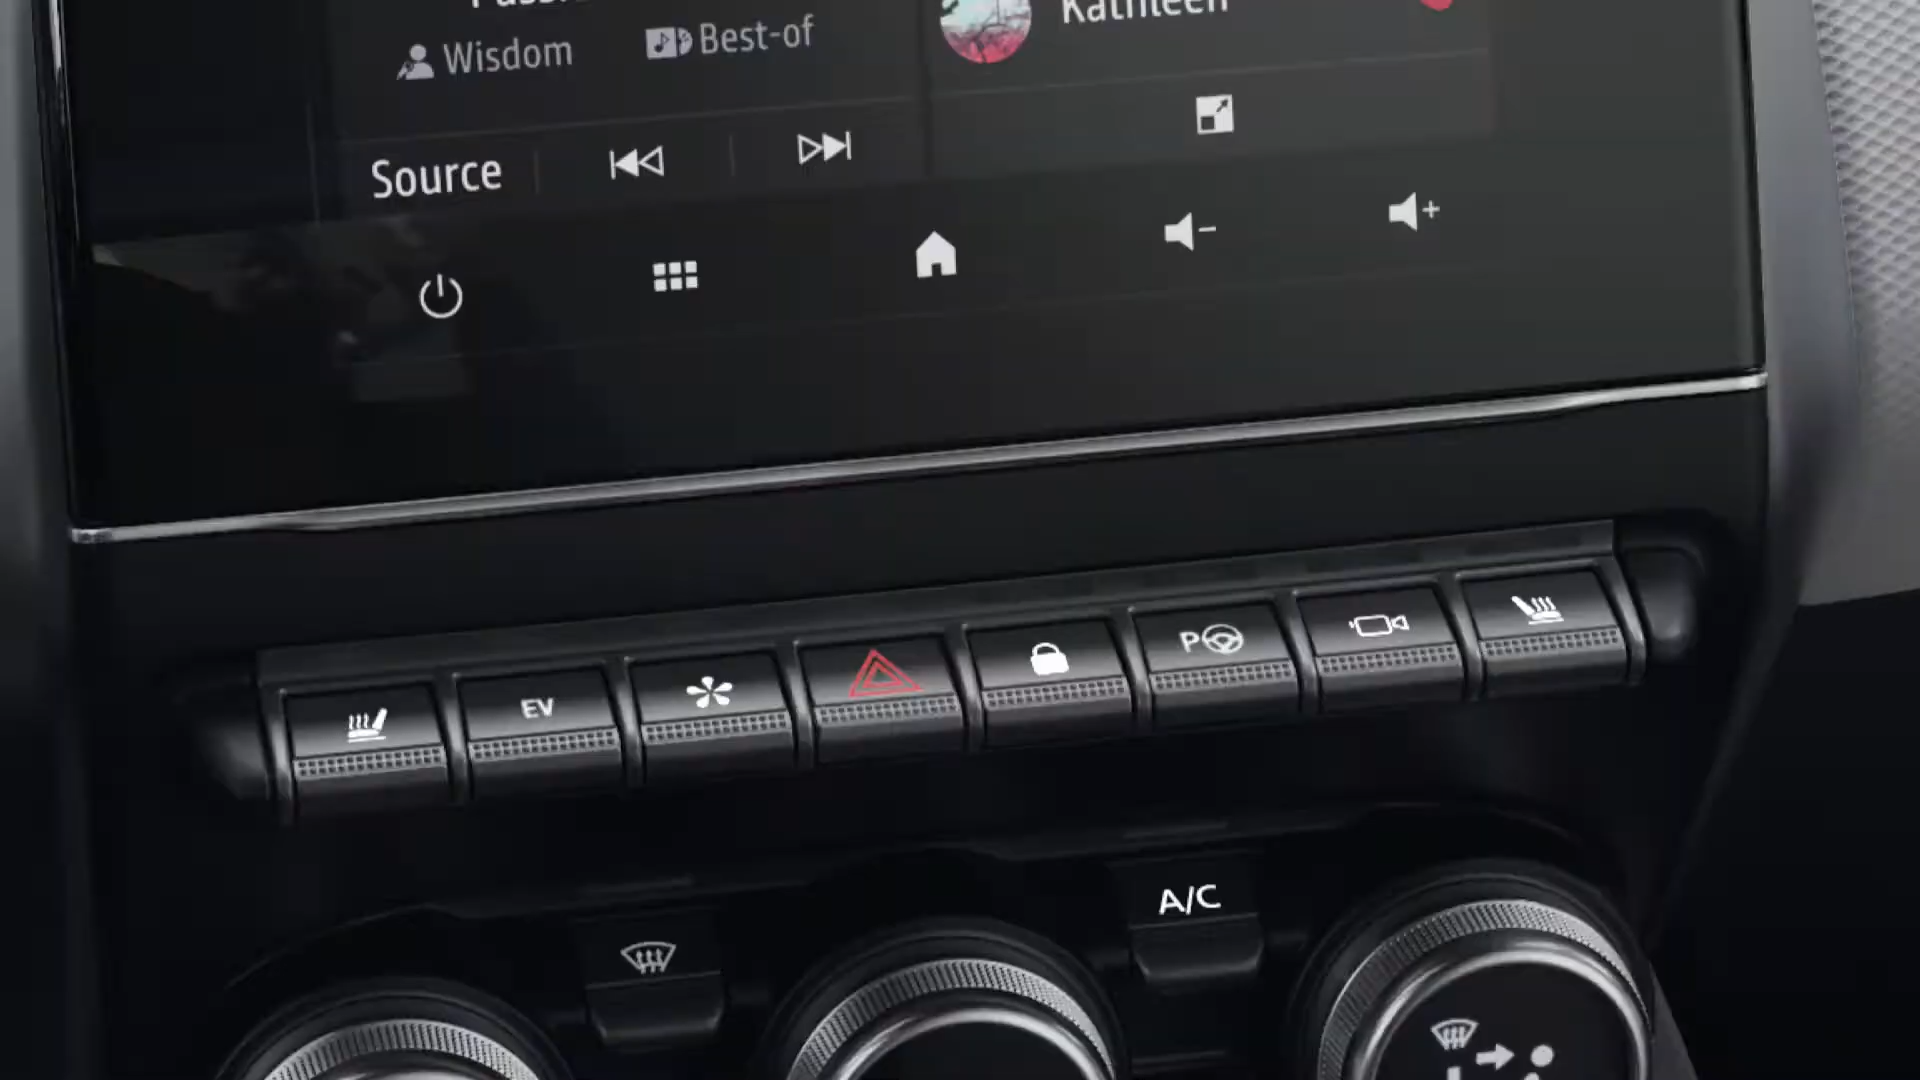 Kathleen
Wisdom
Best-of
Source
EV
P
A/C